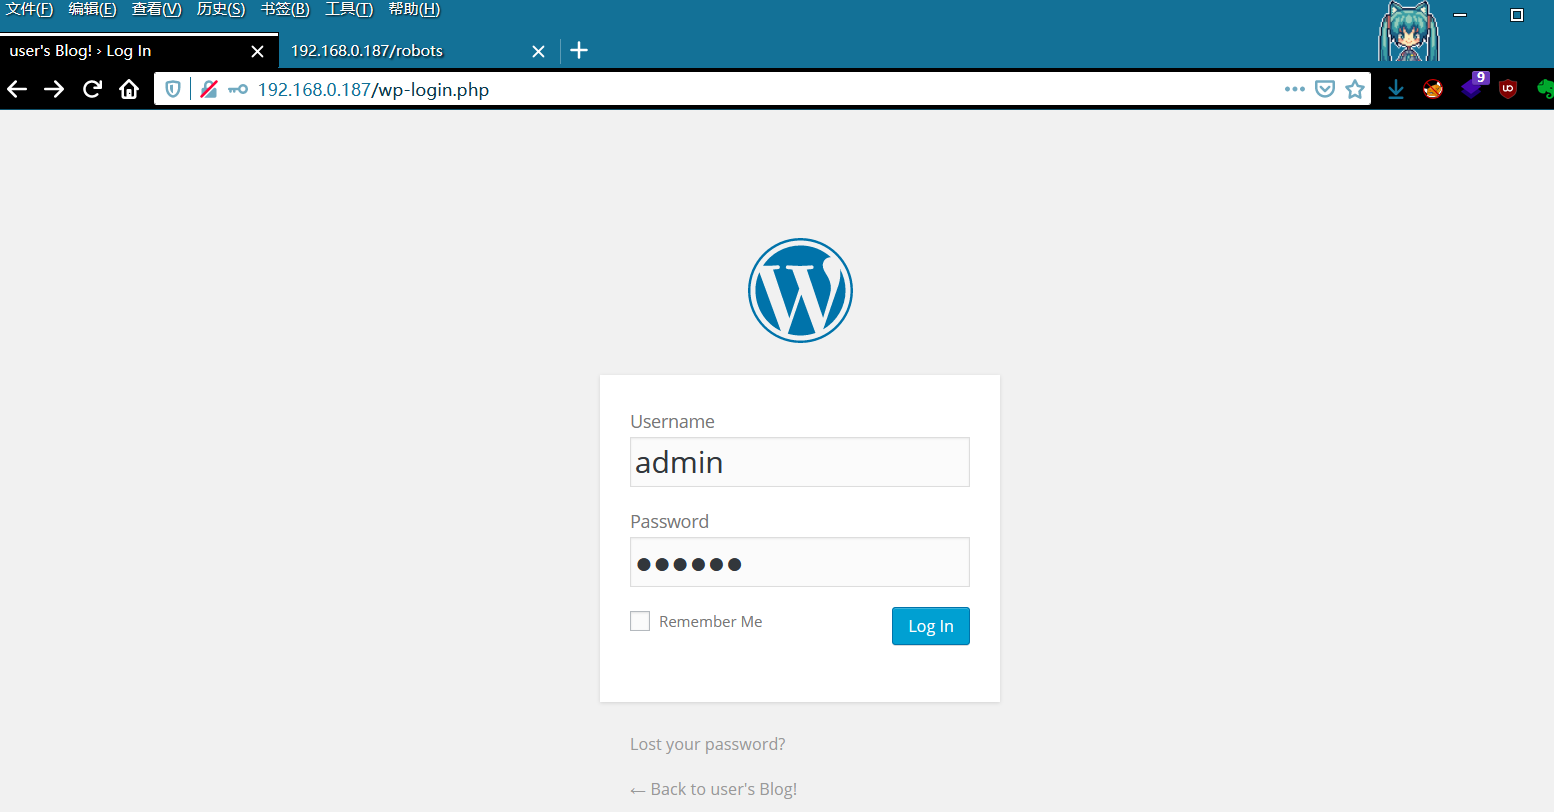 文件(F) 编辑(E) 查看(V) 历史(S) 书签(B) 工具(T) 帮助(H)
user's Blog! › Log In
192.168.0.187/robots
192.168.0.187/wp-login.php
9
Username
admin
Password
●●●●●●
Remember Me
Log In
Lost your password?
← Back to user's Blog!